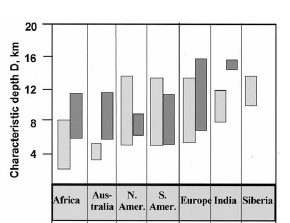 Characteristic depth D, km
20
16
12
8
4
Africa
Aus-
tralia
N.
Amer.
S.
Amer.
Europe
India
Siberia